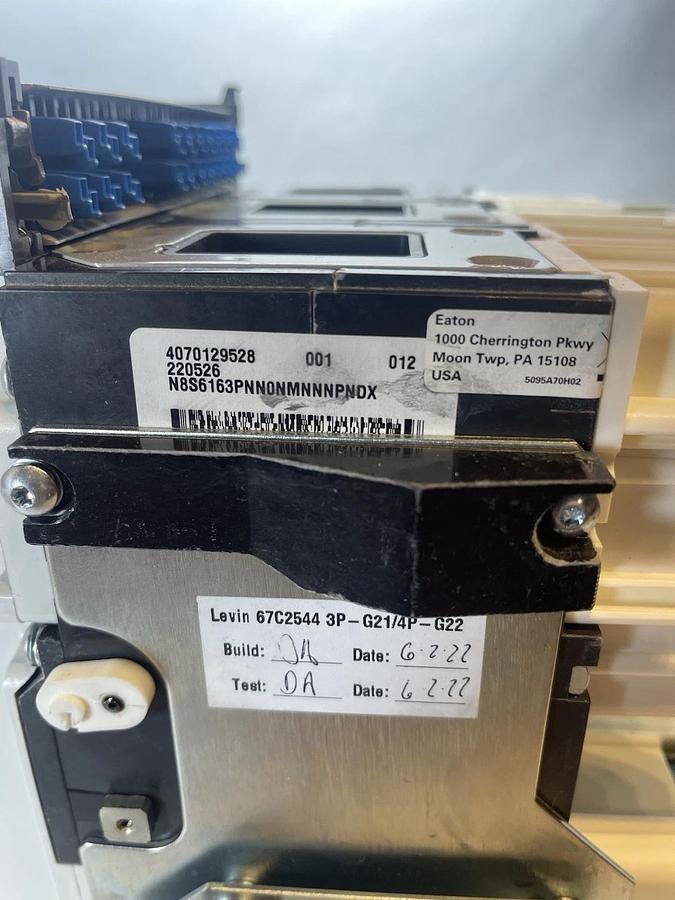 4070129528 001 012
220526
N8S6163PNN0NMNNNPNDX
Eaton
1000 Cherrington Pkwy
Moon Twp, PA 15108
USA 5095A70H02
Levin 67C2544 3P-G21/4P-G22
Build: DA Date: 6-2-22
Test: DA Date: 6-2-22